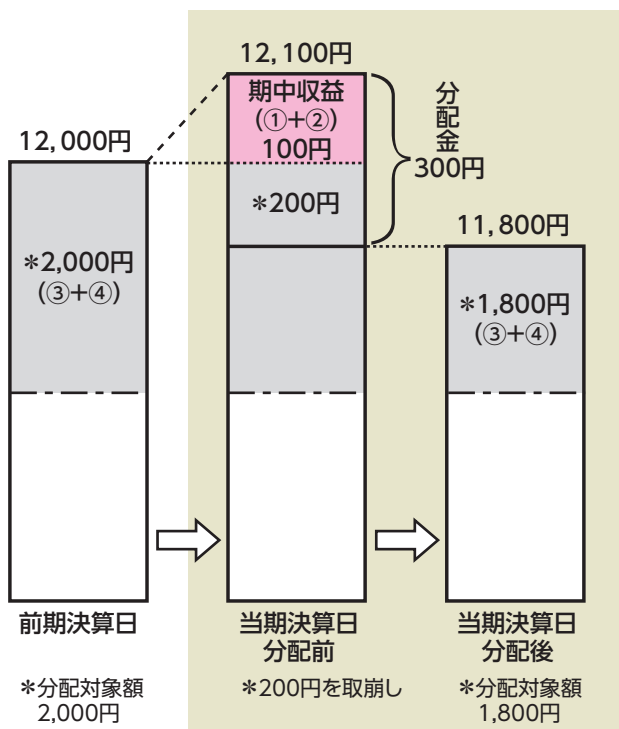 12,100円
期中収益
(①+②)
100円
分配金
300円
12,000円
＊200円
11,800円
＊2,000円
(③+④)
＊1,800円
(③+④)
前期決算日
当期決算日
分配前
当期決算日
分配後
＊分配対象額
2,000円
＊200円を取崩し
＊分配対象額
1,800円